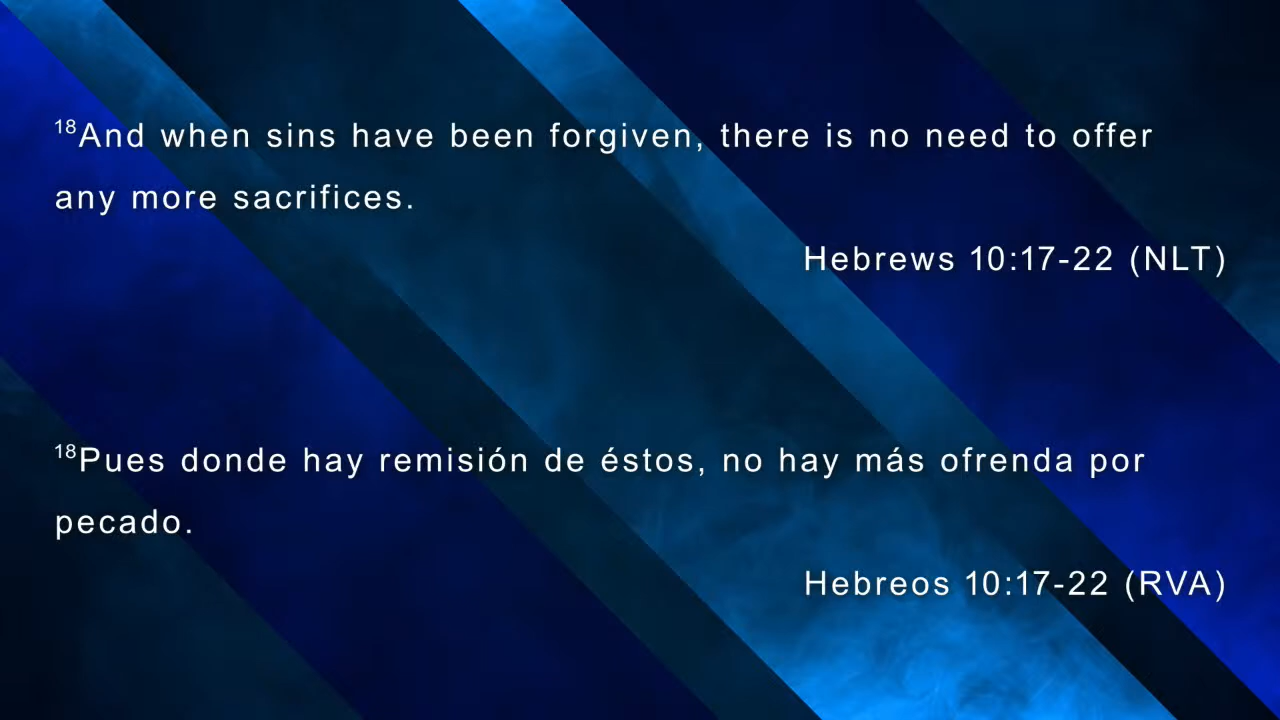 18And when sins have been forgiven, there is no need to offer
any more sacrifices.
Hebrews 10:17-22 (NLT)
18Pues donde hay remisión de éstos, no hay más ofrenda por
pecado.
Hebreos 10:17-22 (RVA)